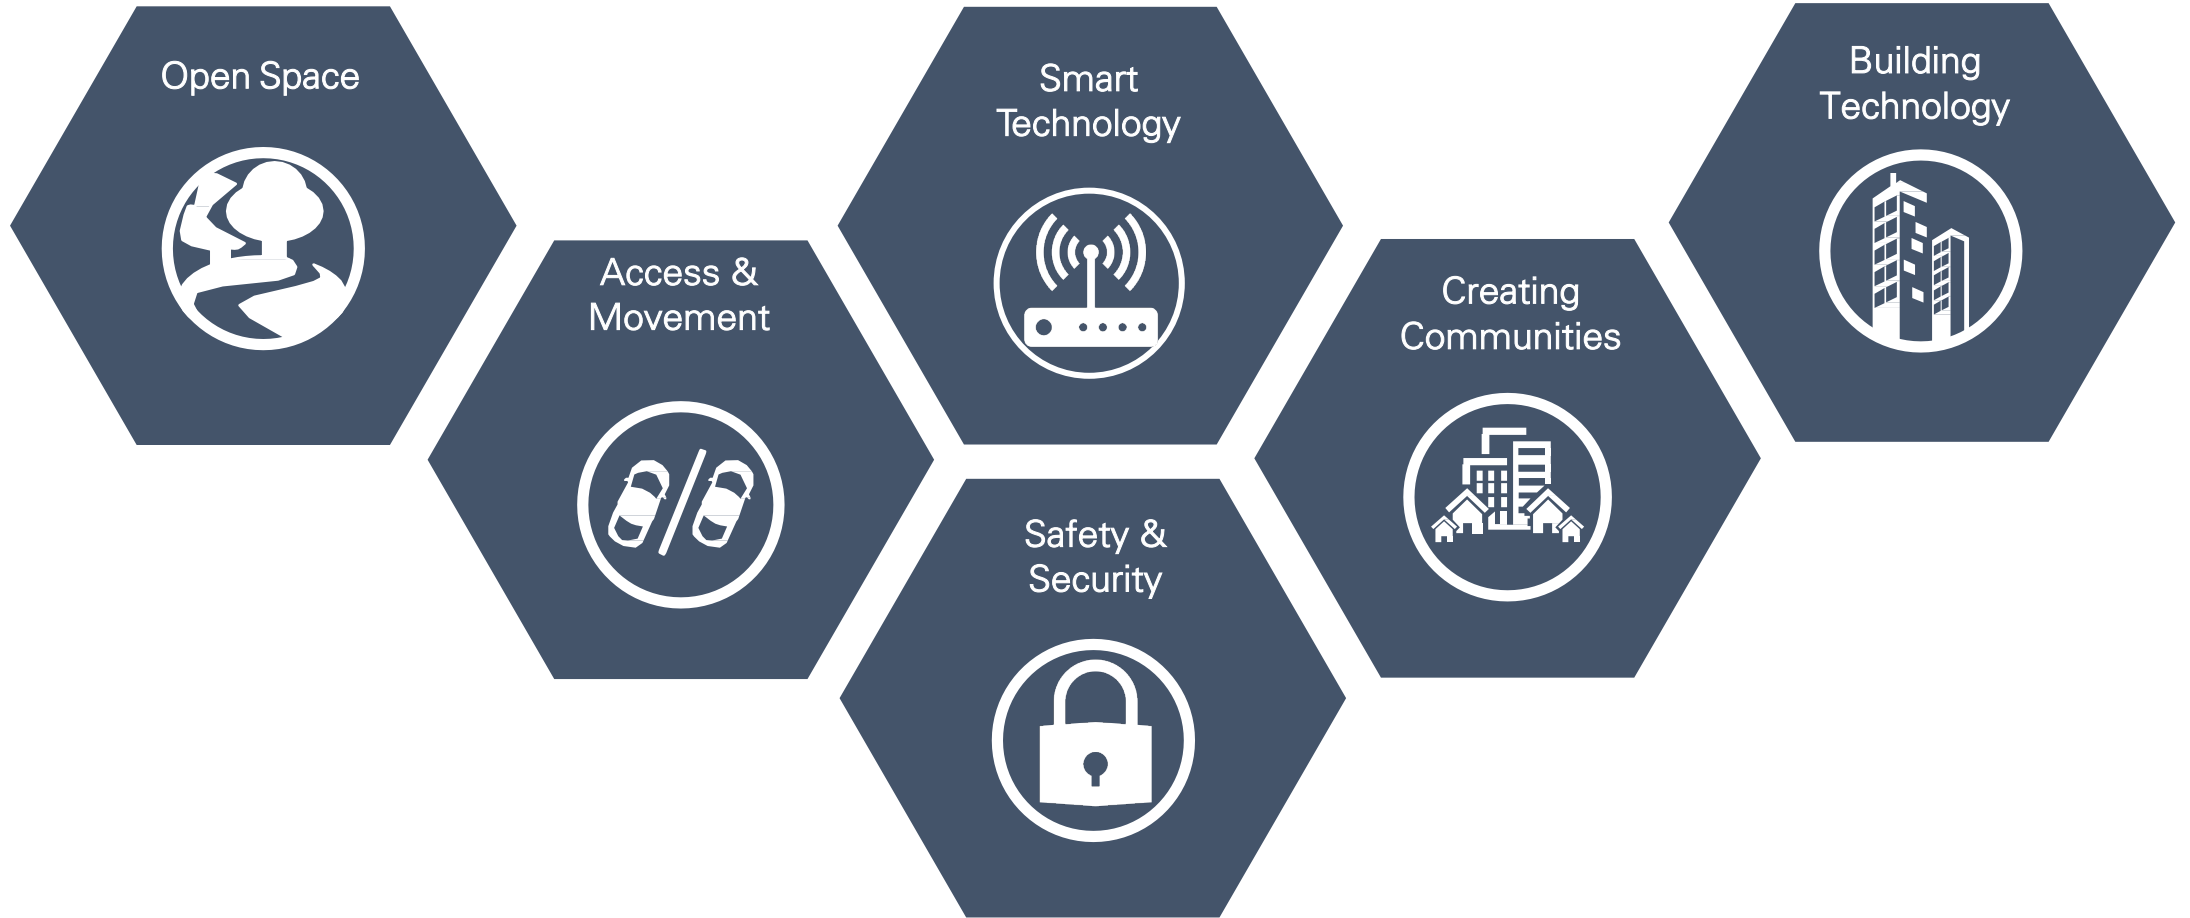 Open Space
Access &
Movement
Smart
Technology
Safety &
Security
Creating
Communities
Building
Technology